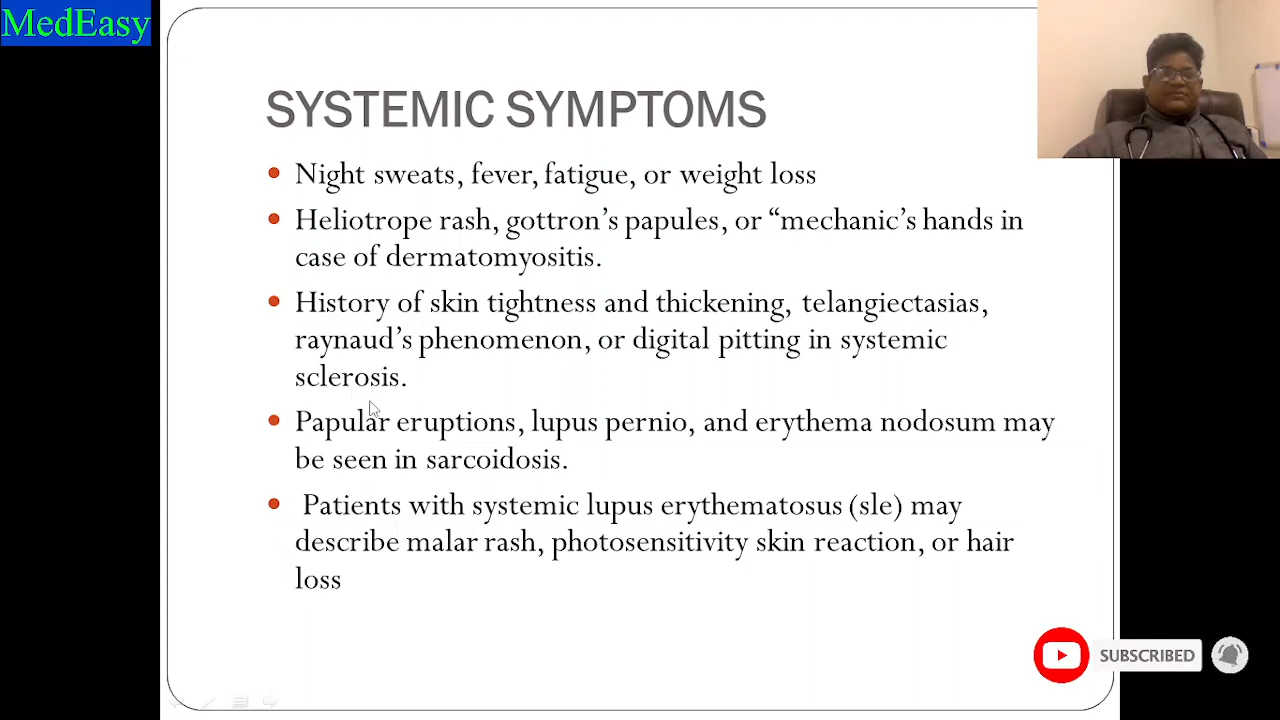 MedEasy
SYSTEMIC SYMPTOMS
• Night sweats, fever, fatigue, or weight loss
• Heliotrope rash, gottron’s papules, or “mechanic’s hands in
case of dermatomyositis.
• History of skin tightness and thickening, telangiectasias,
raynaud’s phenomenon, or digital pitting in systemic
sclerosis.
• Papular eruptions, lupus pernio, and erythema nodosum may
be seen in sarcoidosis.
• Patients with systemic lupus erythematosus (sle) may
describe malar rash, photosensitivity skin reaction, or hair
loss
SUBSCRIBED